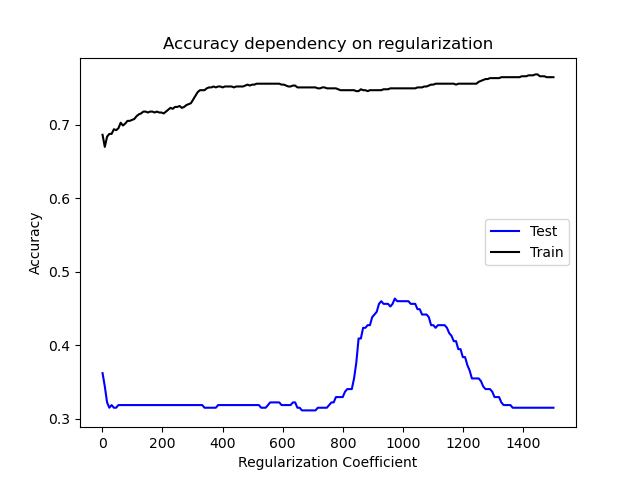 Accuracy dependency on regularization
Accuracy
0.7
0.6
0.5
0.4
0.3
Test
Train
0 200 400 600 800 1000 1200 1400
Regularization Coefficient